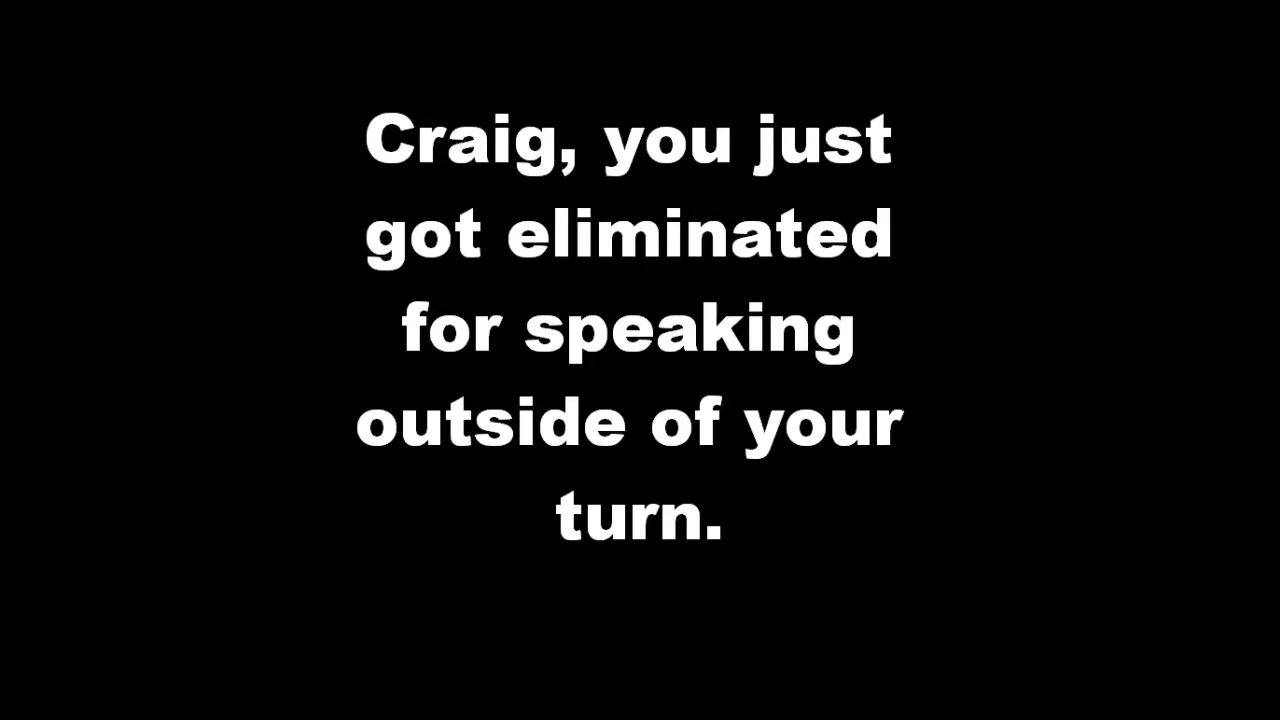 Craig, you just
got eliminated
for speaking
outside of your
turn.